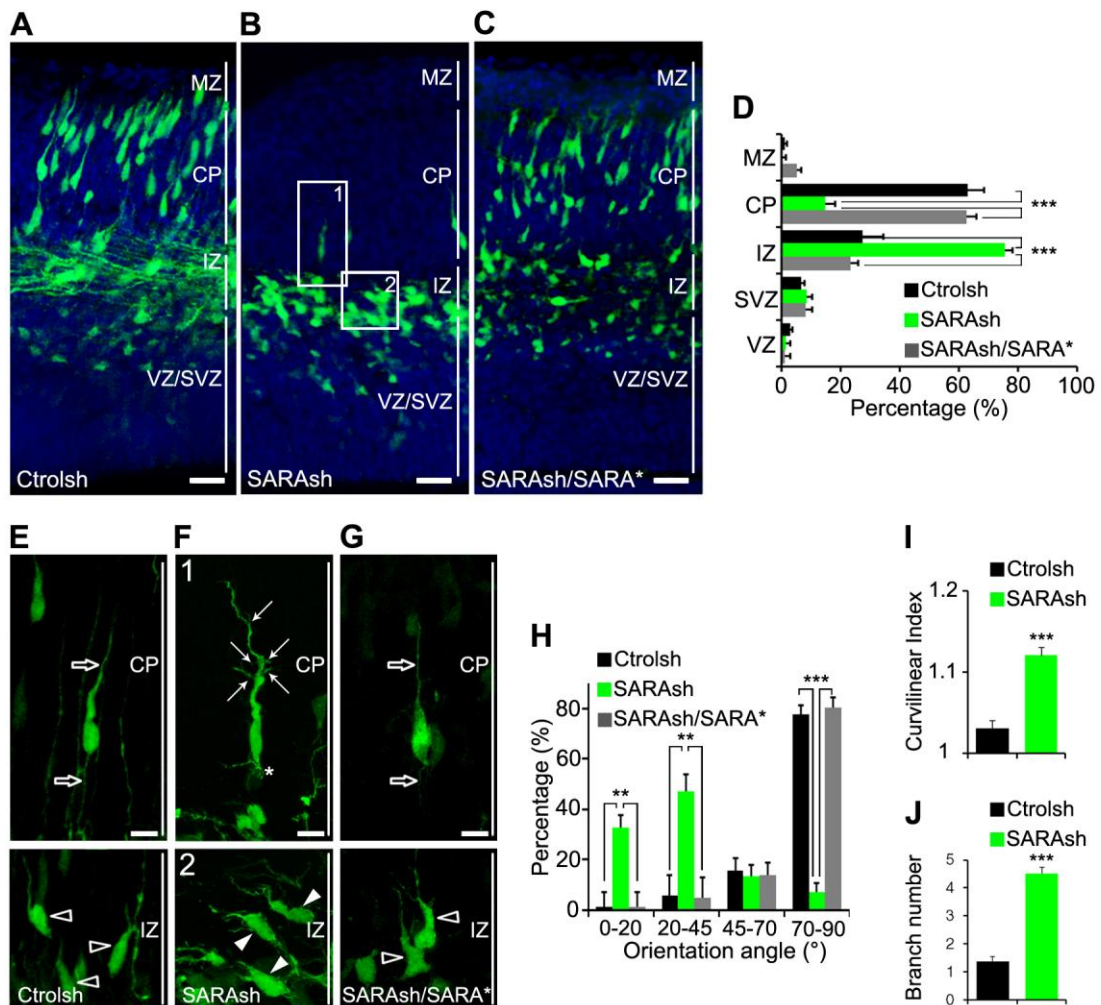 A
B
C
MZ
CP
IZ
VZ/SVZ
Ctrolsh
MZ
1
CP
2
IZ
VZ/SVZ
SARAsh
MZ
CP
IZ
VZ/SVZ
SARAsh/SARA*
D
MZ
CP
IZ
SVZ
VZ
***
***
Ctrolsh
SARAsh
SARAsh/SARA*
0 20 40 60 80 100
Percentage (%)
E
F
G
CP
1
*
CP
CP
IZ
Ctrolsh
2
IZ
SARAsh
IZ
SARAsh/SARA*
H
Ctrolsh
SARAsh
SARAsh/SARA*
Percentage (%)
80
60
40
20
0
**
**
***
0-20 20-45 45-70 70-90
Orientation angle (°)
I
Ctrolsh
SARAsh
Curvilinear Index
1.2
1.1
1
***
J
Ctrolsh
SARAsh
Branch number
5
4
3
2
1
0
***